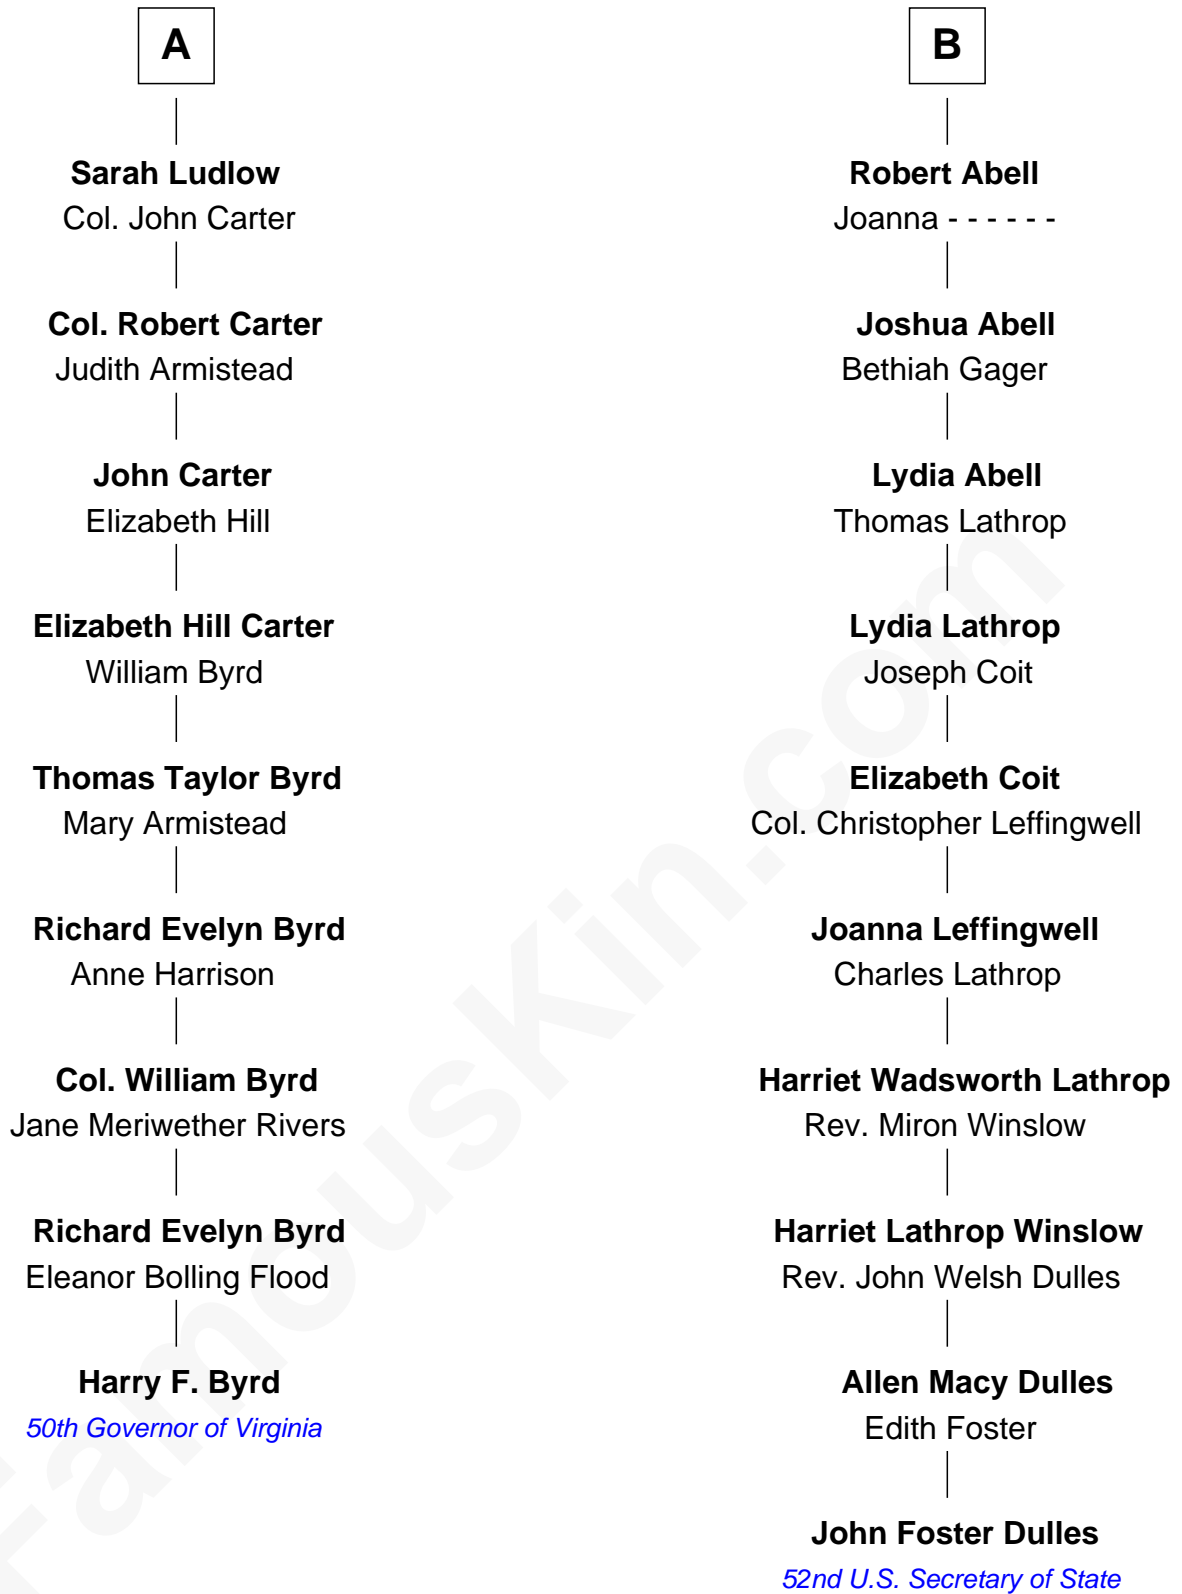 A
Sarah Ludlow
Col. John Carter
Col. Robert Carter
Judith Armistead
John Carter
Elizabeth Hill
Elizabeth Hill Carter
William Byrd
Thomas Taylor Byrd
Mary Armistead
Richard Evelyn Byrd
Anne Harrison
Col. William Byrd
Jane Meriwether Rivers
Richard Evelyn Byrd
Eleanor Bolling Flood
Harry F. Byrd
50th Governor of Virginia
B
Robert Abell
Joanna - - - - - -
Joshua Abell
Bethiah Gager
Lydia Abell
Thomas Lathrop
Lydia Lathrop
Joseph Coit
Elizabeth Coit
Col. Christopher Leffingwell
Joanna Leffingwell
Charles Lathrop
Harriet Wadsworth Lathrop
Rev. Miron Winslow
Harriet Lathrop Winslow
Rev. John Welsh Dulles
Allen Macy Dulles
Edith Foster
John Foster Dulles
52nd U.S. Secretary of State
FamousKin.com